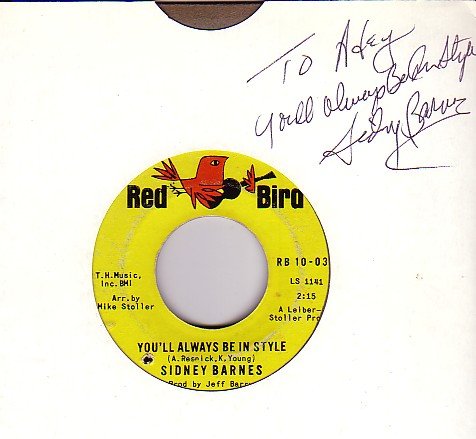 To Akey
You'll Always Be In Style
Sidney Barnes
Red Bird
RB 10-03
LS 1141
2:15
T.M. Music,
Inc. BMI
Arr. by
Mike Stoller
A Leiber-
Stoller Pro
YOU'LL ALWAYS BE IN STYLE
(A. Resnick, K. Young)
SIDNEY BARNES
Prod by Jeff Barr